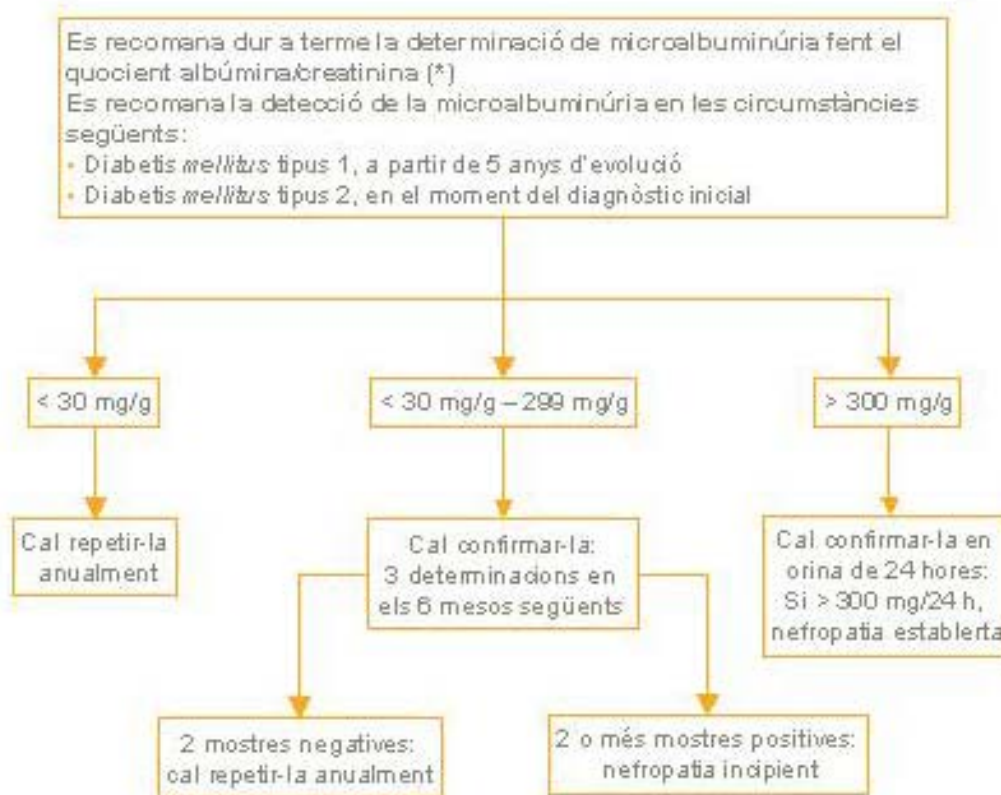 Es recomana dur a terme la determinació de microalbuminúria fent el
quocient albúmina/creatinina (*)
Es recomana la detecció de la microalbuminúria en les circumstàncies
següents:
• Diabetis mellitus tipus 1, a partir de 5 anys d'evolució
• Diabetis mellitus tipus 2, en el moment del diagnòstic inicial
< 30 mg/g
< 30 mg/g – 299 mg/g
> 300 mg/g
Cal repetir-la
anualment
Cal confirmar-la:
3 determinacions en
els 6 mesos següents
Cal confirmar-la en
orina de 24 hores:
Si > 300 mg/24 h,
nefropatia establerta
2 mostres negatives:
cal repetir-la anualment
2 o més mostres positives:
nefropatia incipient